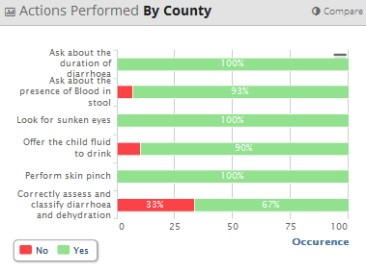 Actions Performed By County
Compare
Ask about the
duration of
diarrhoea
100%
Ask about the
presence of Blood in
stool
93%
Look for sunken eyes
100%
Offer the child fluid
to drink
90%
Perform skin pinch
100%
Correctly assess and
classify diarrhoea
and dehydration
33%
67%
0 25 50 75 100
Occurence
No Yes